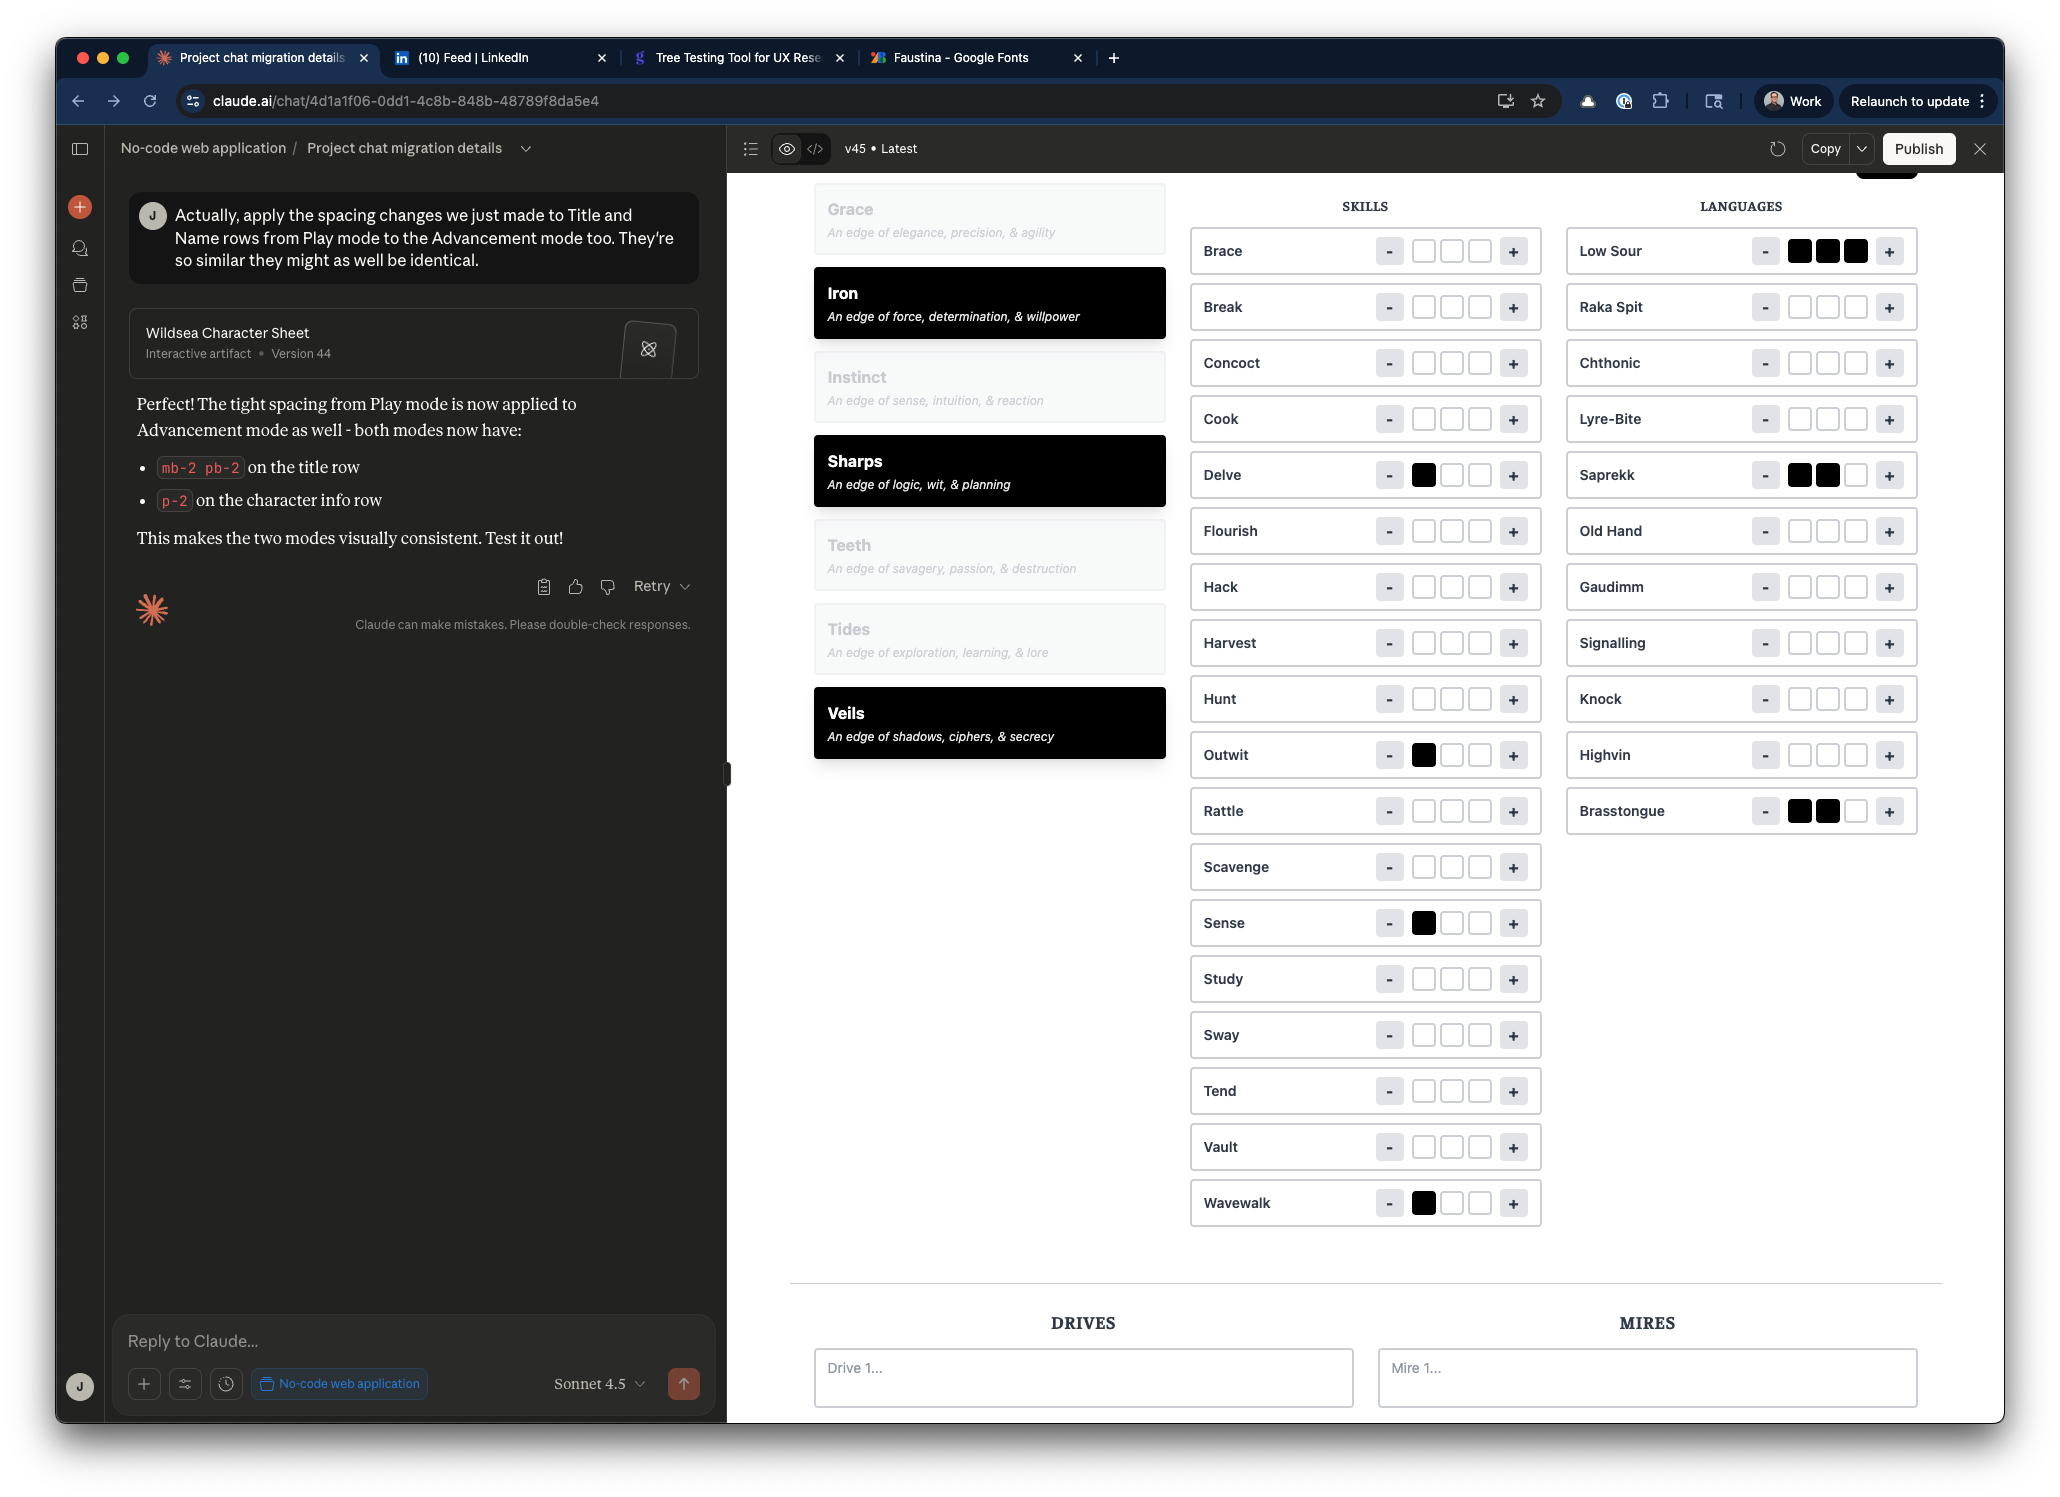 Project chat migration details
(10) Feed | LinkedIn
Tree Testing Tool for UX Rese
Faustina - Google Fonts
claude.ai/chat/4d1a1f06-0dd1-4c8b-848b-48789f8da5e4
Work
Relaunch to update
No-code web application / Project chat migration details
J
Actually, apply the spacing changes we just made to Title and
Name rows from Play mode to the Advancement mode too. They're
so similar they might as well be identical.
Wildsea Character Sheet
Interactive artifact • Version 44
Perfect! The tight spacing from Play mode is now applied to
Advancement mode as well - both modes now have:
• mb-2 pb-2 on the title row
• p-2 on the character info row
This makes the two modes visually consistent. Test it out!
Retry
Claude can make mistakes. Please double-check responses.
Reply to Claude...
No-code web application
Sonnet 4.5
J
v45 • Latest
Copy
Publish
Grace
An edge of elegance, precision, & agility
Iron
An edge of force, determination, & willpower
Instinct
An edge of sense, intuition, & reaction
Sharps
An edge of logic, wit, & planning
Teeth
An edge of savagery, passion, & destruction
Tides
An edge of exploration, learning, & lore
Veils
An edge of shadows, ciphers, & secrecy
SKILLS
Brace - +
Break - +
Concoct - +
Cook - +
Delve - +
Flourish - +
Hack - +
Harvest - +
Hunt - +
Outwit - +
Rattle - +
Scavenge - +
Sense - +
Study - +
Sway - +
Tend - +
Vault - +
Wavewalk - +
LANGUAGES
Low Sour - +
Raka Spit - +
Chthonic - +
Lyre-Bite - +
Saprekk - +
Old Hand - +
Gaudimm - +
Signalling - +
Knock - +
Highvin - +
Brasstongue - +
DRIVES
Drive 1...
MIRES
Mire 1...